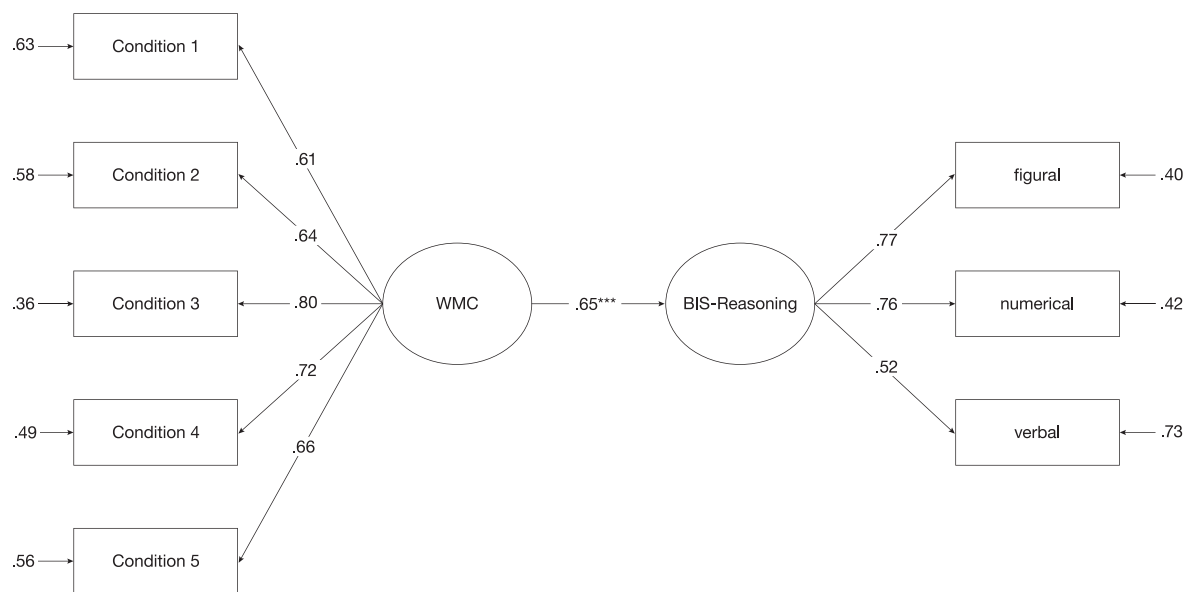 .63
Condition 1
.61
.58
Condition 2
figural
.40
.64
.77
.36
Condition 3
.80
WMC
.65***
BIS-Reasoning
.76
numerical
.42
.72
.52
.49
Condition 4
.66
verbal
.73
.56
Condition 5